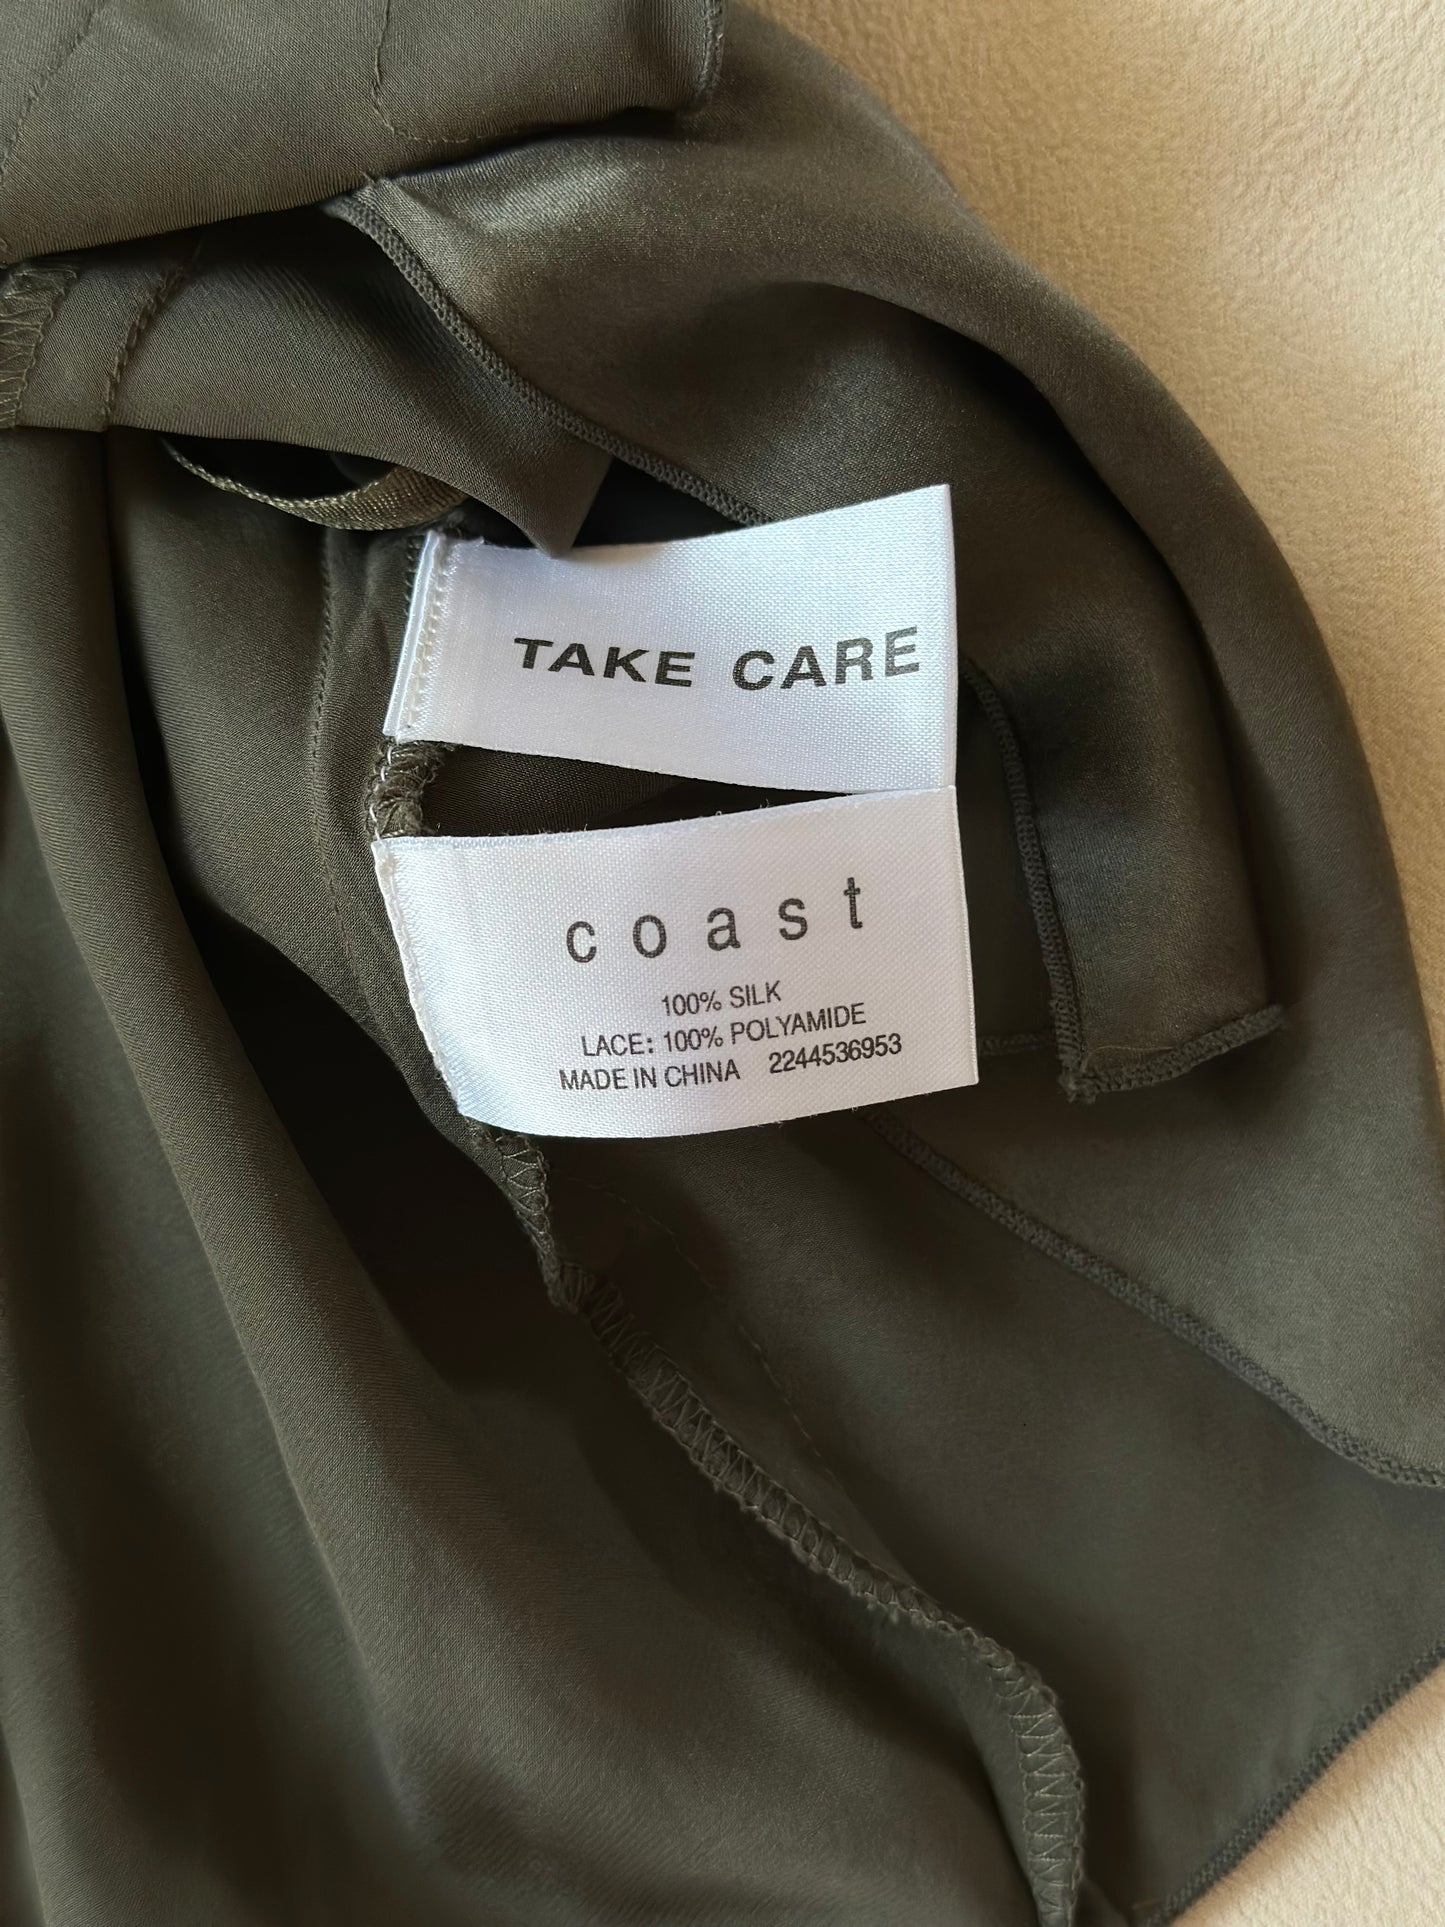 TAKE CARE
coast
100% SILK
LACE: 100% POLYAMIDE
MADE IN CHINA 2244536953